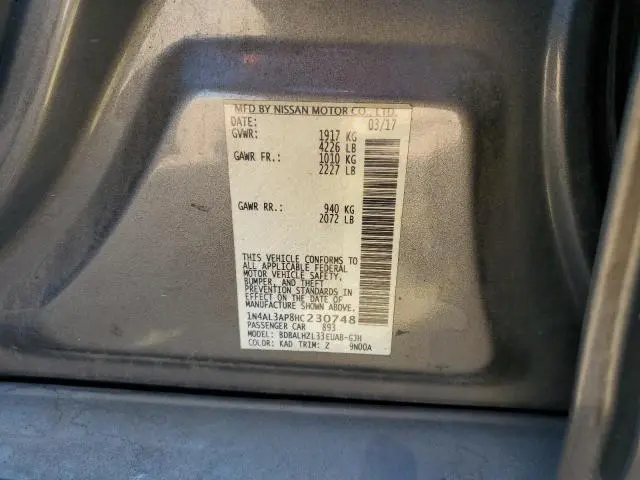 MFD BY NISSAN MOTOR CO., LTD.
DATE: 03/17
GVWR: 1917 KG
4226 LB
GAWR FR.: 1010 KG
2227 LB
GAWR RR.: 940 KG
2072 LB
THIS VEHICLE CONFORMS TO
ALL APPLICABLE FEDERAL
MOTOR VEHICLE SAFETY,
BUMPER, AND THEFT
PREVENTION STANDARDS IN
EFFECT ON THE DATE OF
MANUFACTURE SHOWN ABOVE.
1N4AL3AP8HC230748
PASSENGER CAR 893
MODEL: BDBALHZL33EUAB-GJH
COLOR: KAD TRIM: Z 9N00A